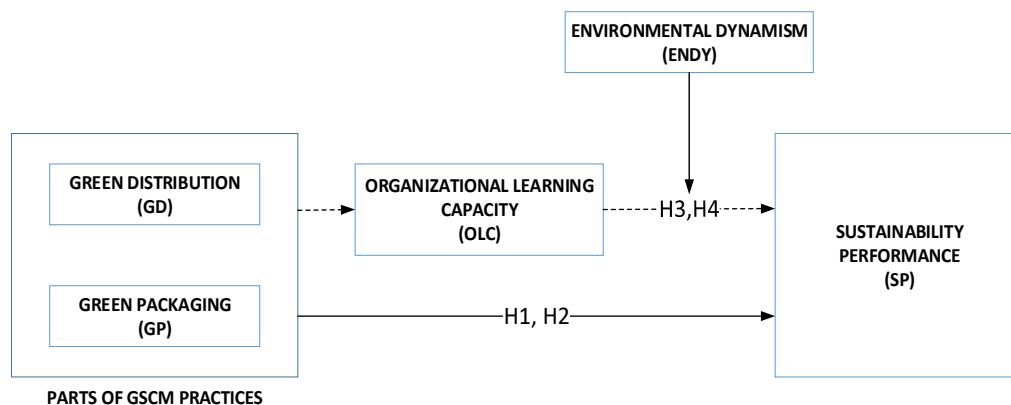 ENVIRONMENTAL DYNAMISM
(ENDY)
GREEN DISTRIBUTION
(GD)
ORGANIZATIONAL LEARNING
CAPACITY
(OLC)
H3,H4
SUSTAINABILITY
PERFORMANCE
(SP)
GREEN PACKAGING
(GP)
H1, H2
PARTS OF GSCM PRACTICES